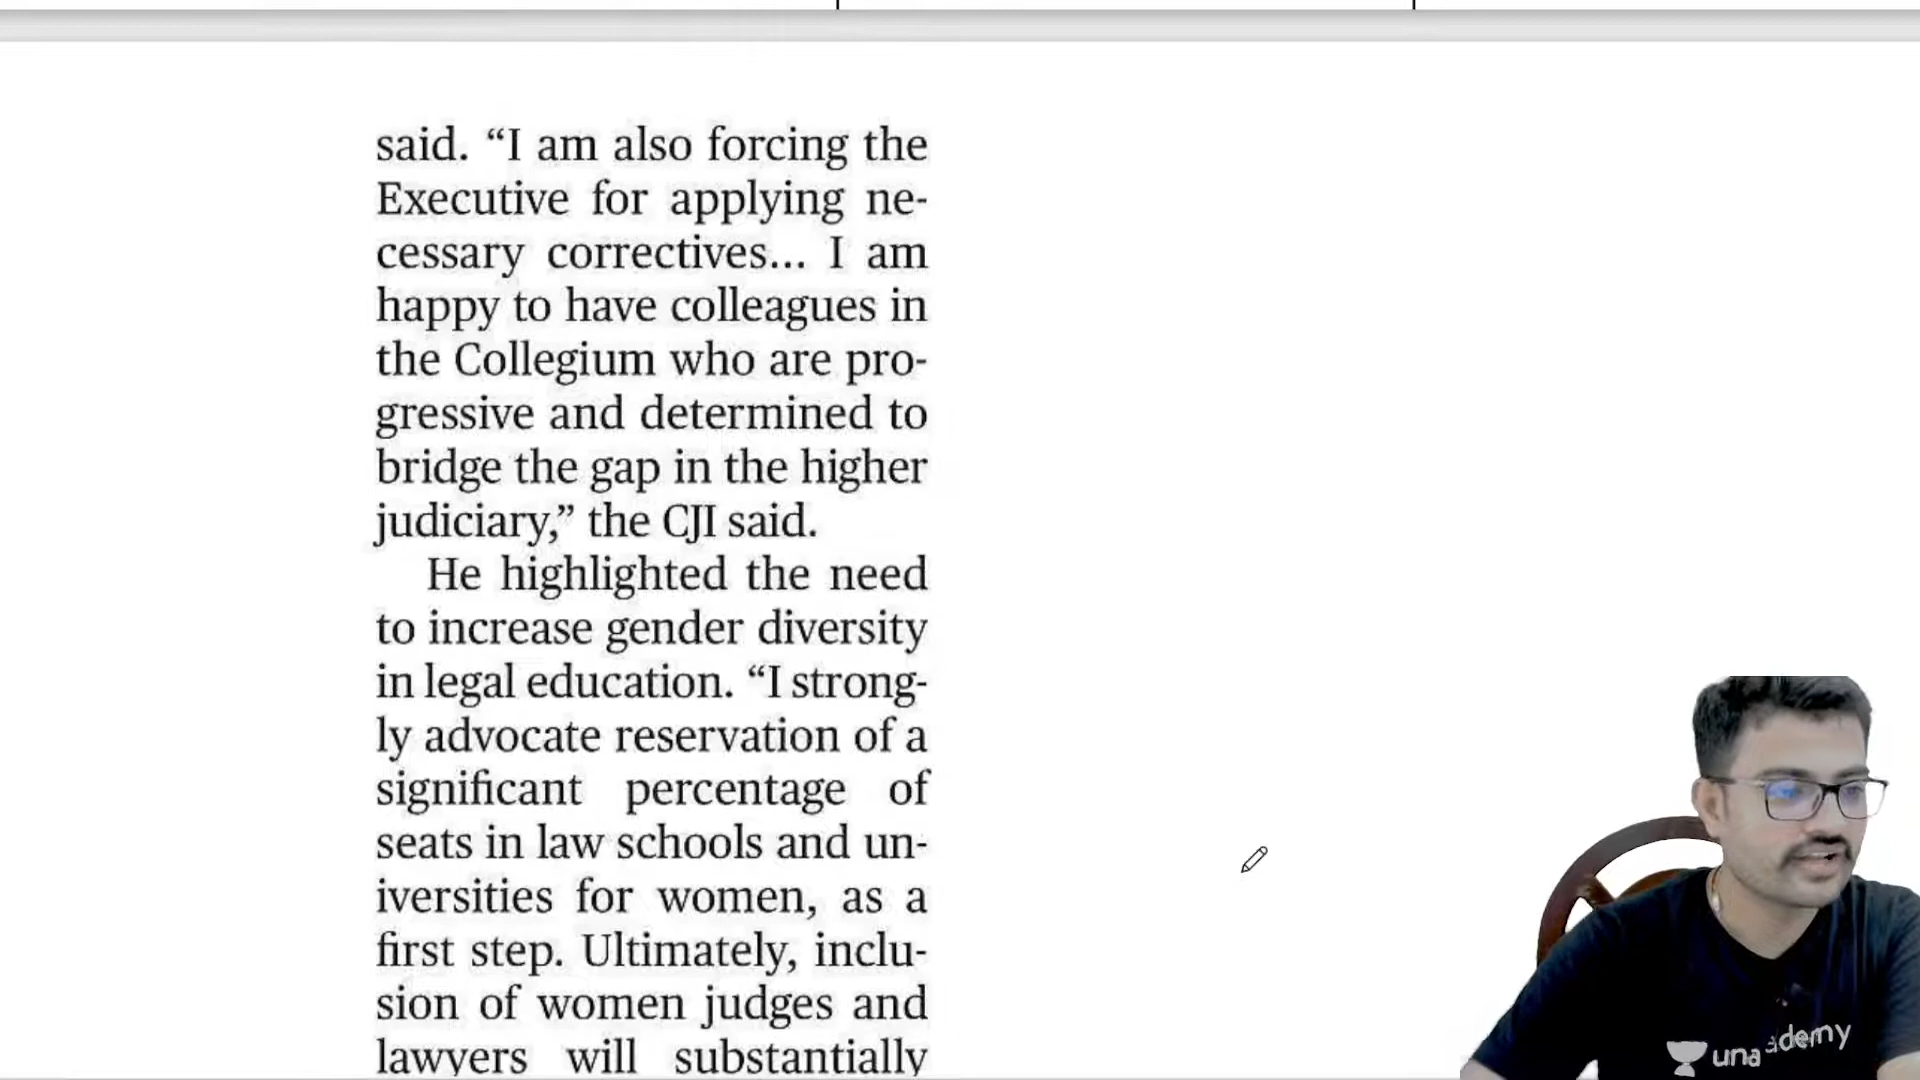 said. “I am also forcing the
Executive for applying ne-
cessary correctives... I am
happy to have colleagues in
the Collegium who are pro-
gressive and determined to
bridge the gap in the higher
judiciary,” the CJI said.
He highlighted the need
to increase gender diversity
in legal education. “I strong-
ly advocate reservation of a
significant percentage of
seats in law schools and un-
iversities for women, as a
first step. Ultimately, inclu-
sion of women judges and
lawyers will substantially
unacademy